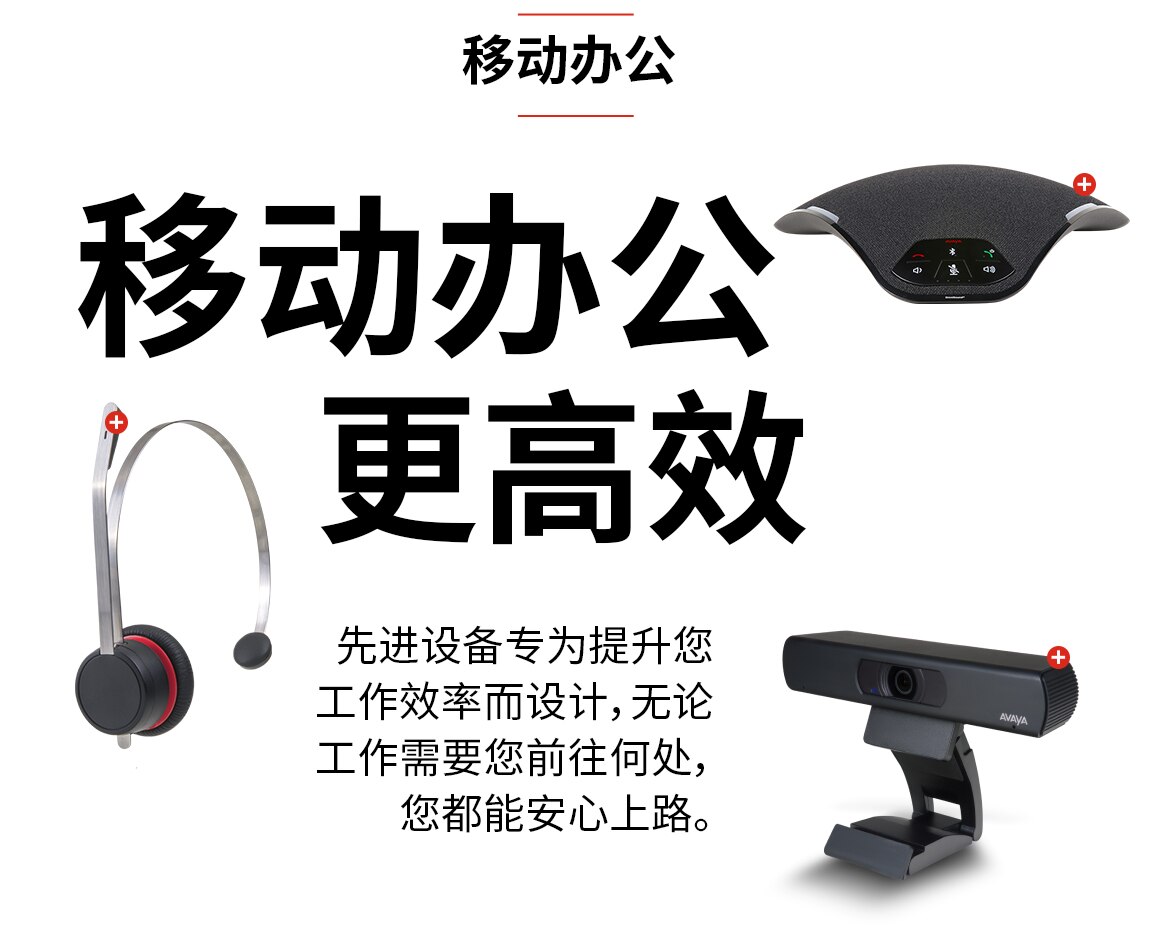 移动办公
移动办公
更高效
先进设备专为提升您
工作效率而设计，无论
工作需要您前往何处，
您都能安心上路。
AVAYA